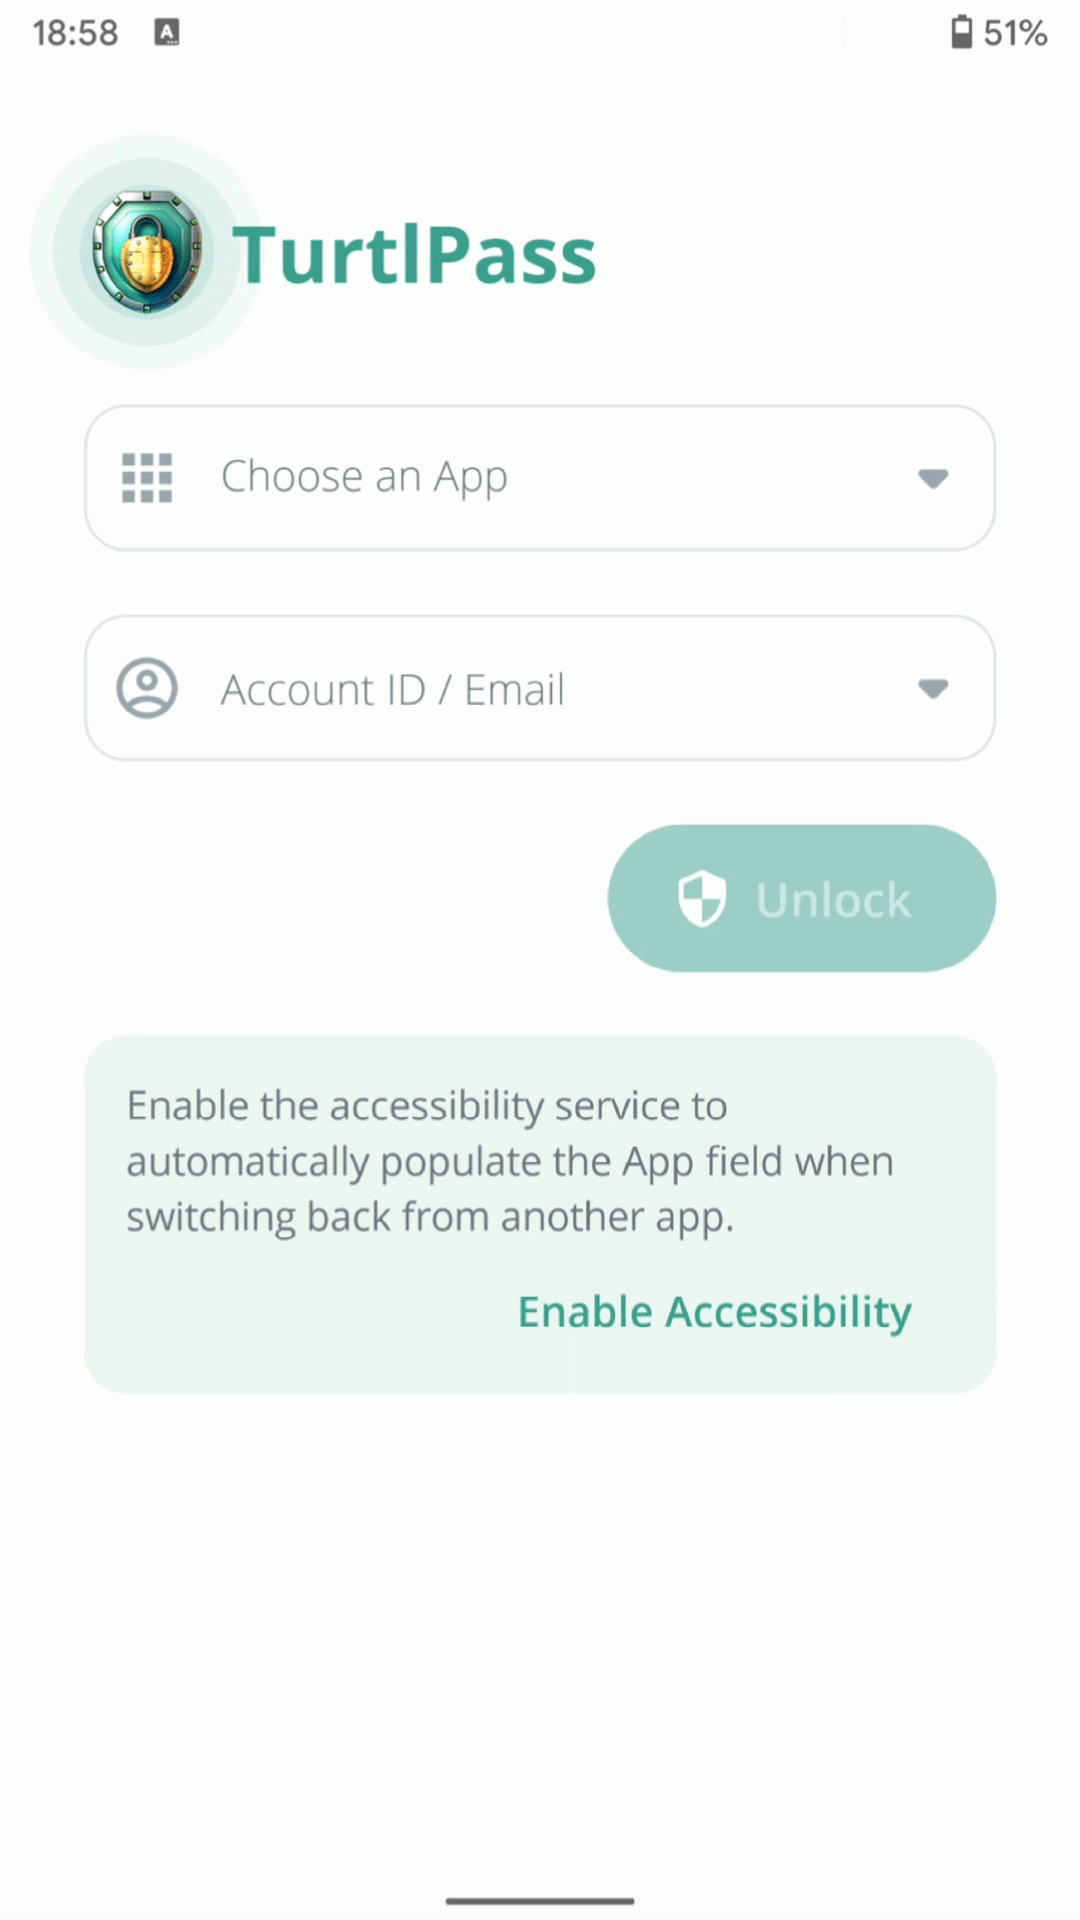 18:58 A 51%
TurtlPass
Choose an App
Account ID / Email
Unlock
Enable the accessibility service to
automatically populate the App field when
switching back from another app.
Enable Accessibility